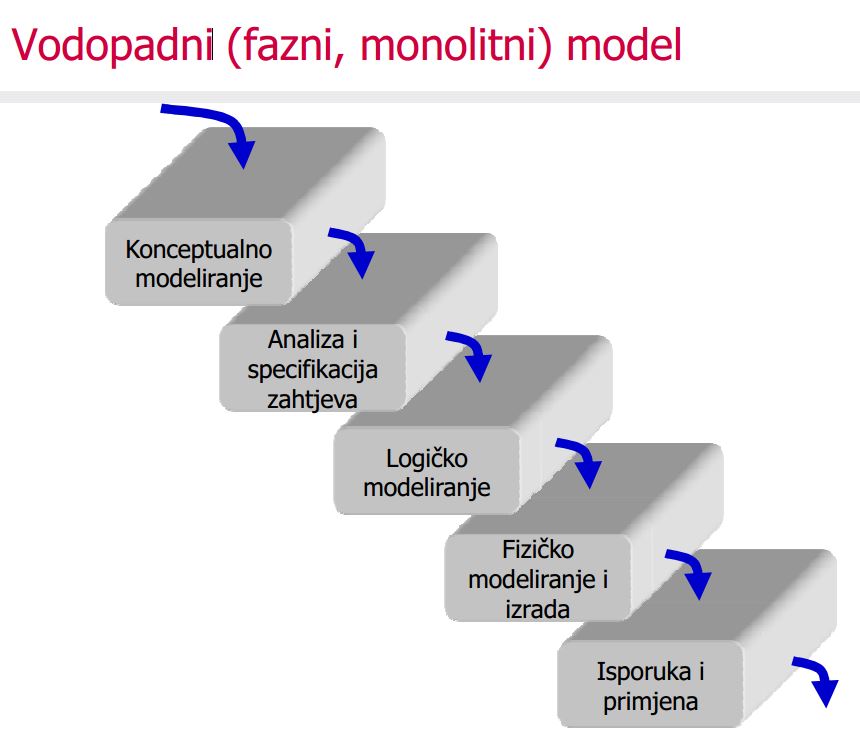 Vodopadni (fazni, monolitni) model
Konceptualno
modeliranje
Analiza i
specifikacija
zahtjeva
Logičko
modeliranje
Fizičko
modeliranje i
izrada
Isporuka i
primjena